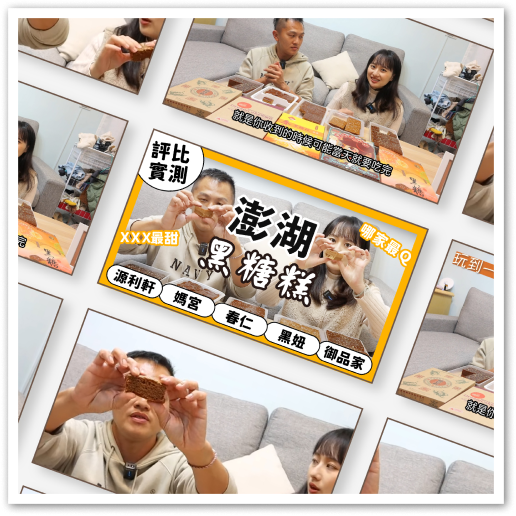 就是你收到的時候可能當天就要吃完
評比
實測
XXX最甜
澎湖
黑糖糕
哪家最Q
NAVY
源利軒
媽宮
春仁
黑妞
御品家
玩到一
就是你
完